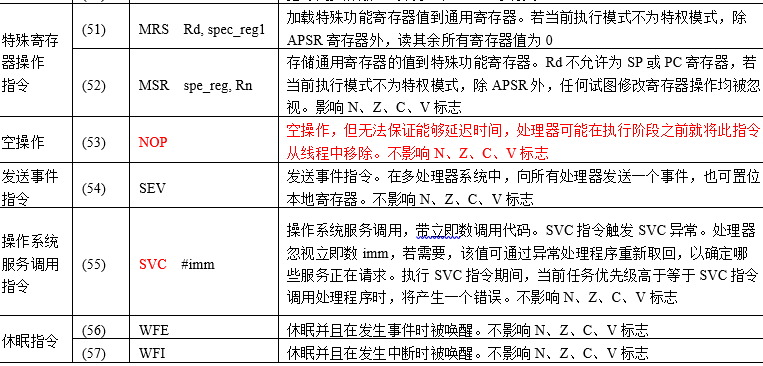 特殊寄存
器操作
指令
(51) MRS Rd, spec_reg1
加载特殊功能寄存器值到通用寄存器。若当前执行模式不为特权模式，除
APSR 寄存器外，读其余所有寄存器值为 0
(52) MSR spe_reg, Rn
存储通用寄存器的值到特殊功能寄存器。Rd 不允许为 SP 或 PC 寄存器，若
当前执行模式不为特权模式，除 APSR 外，任何试图修改寄存器操作均被忽
视。影响 N、Z、C、V 标志
空操作
(53) NOP
空操作，但无法保证能够延迟时间，处理器可能在执行阶段之前就将此指令
从线程中移除。不影响 N、Z、C、V 标志
发送事件
指令
(54) SEV
发送事件指令。在多处理器系统中，向所有处理器发送一个事件，也可置位
本地寄存器。不影响 N、Z、C、V 标志
操作系统
服务调用
指令
(55) SVC #imm
操作系统服务调用，带立即数调用代码。SVC 指令触发 SVC 异常。处理器
忽视立即数 imm，若需要，该值可通过异常处理程序重新取回，以确定哪
些服务正在请求。执行 SVC 指令期间，当前任务优先级高于等于 SVC 指令
调用处理程序时，将产生一个错误。不影响 N、Z、C、V 标志
休眠指令
(56) WFE 休眠并且在发生事件时被唤醒。不影响 N、Z、C、V 标志
(57) WFI 休眠并且在发生中断时被唤醒。不影响 N、Z、C、V 标志